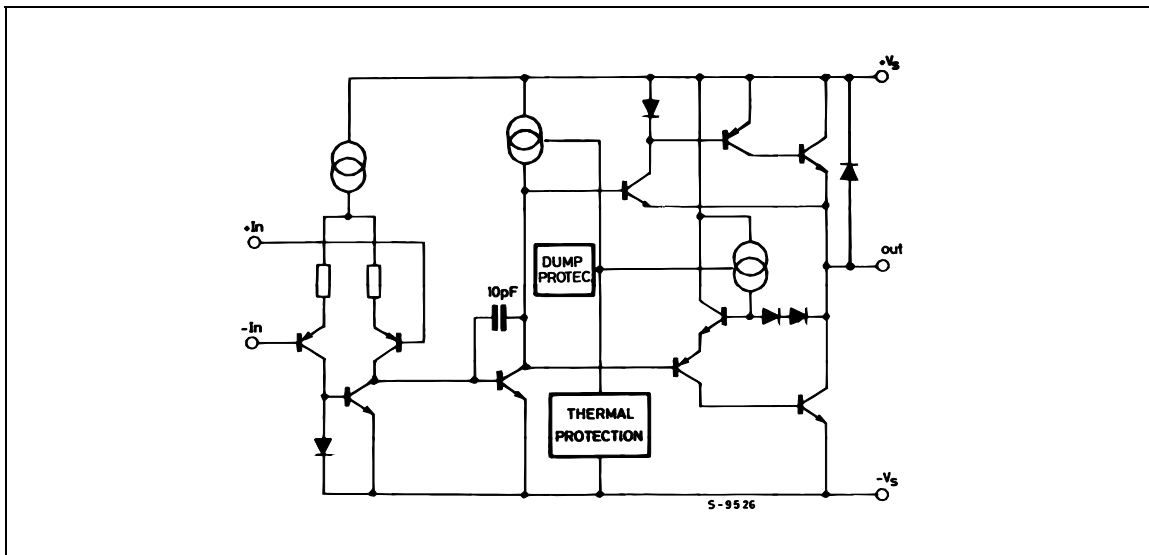 +Vs
+In
out
DUMP
PROTEC.
10pF
-In
THERMAL
PROTECTION
-Vs
S-9526